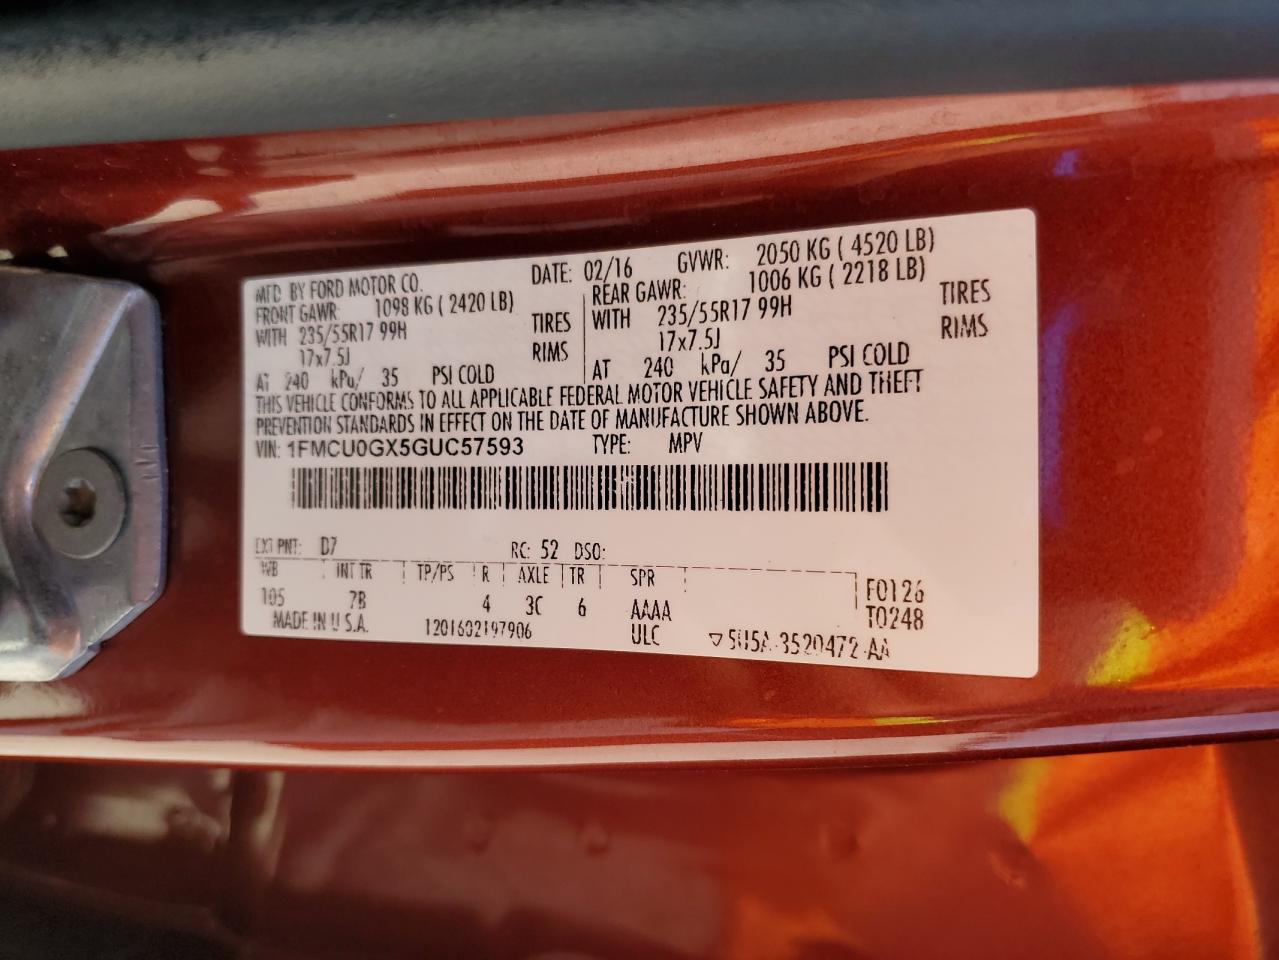 MFD BY FORD MOTOR CO. DATE: 02/16 GVWR: 2050 KG ( 4520 LB)
FRONT GAWR: 1098 KG ( 2420 LB) REAR GAWR: 1006 KG ( 2218 LB)
WITH 235/55R17 99H TIRES WITH 235/55R17 99H TIRES
17x7.5J RIMS 17x7.5J RIMS
AT 240 kPa/ 35 PSI COLD AT 240 kPa/ 35 PSI COLD
THIS VEHICLE CONFORMS TO ALL APPLICABLE FEDERAL MOTOR VEHICLE SAFETY AND THEFT
PREVENTION STANDARDS IN EFFECT ON THE DATE OF MANUFACTURE SHOWN ABOVE.
VIN: 1FMCU0GX5GUC57593 TYPE: MPV
EXT PNT: D7 RC: 52 DSO:
WB INT TR TP/PS R AXLE TR SPR F0126
105 7B 4 3C 6 AAAA T0248
MADE IN U.S.A. 1201602197906 ULC ▽5U5A-3520472-AA